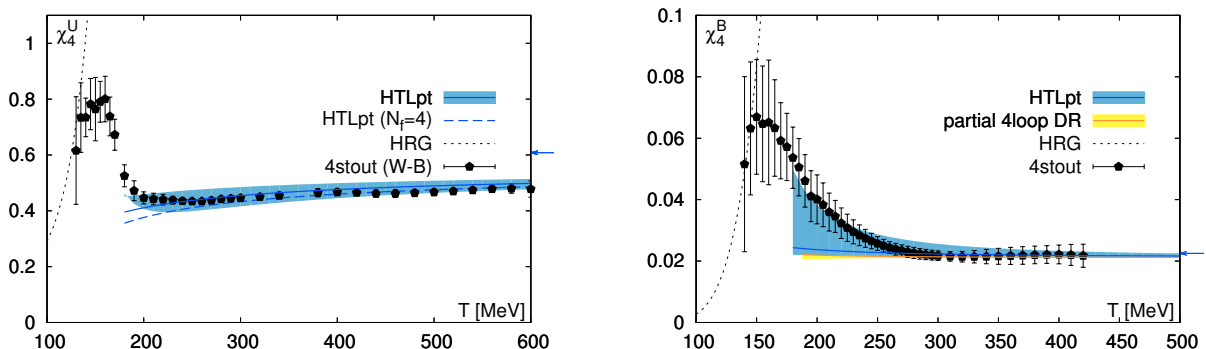 χ₄ᵁ
1
0.8
0.6
0.4
0.2
0
HTLpt
HTLpt (N_f=4)
HRG
4stout (W-B)
T [MeV]
100 200 300 400 500 600
χ₄ᴮ
0.1
0.08
0.06
0.04
0.02
0
HTLpt
partial 4loop DR
HRG
4stout
T [MeV]
100 150 200 250 300 350 400 450 500